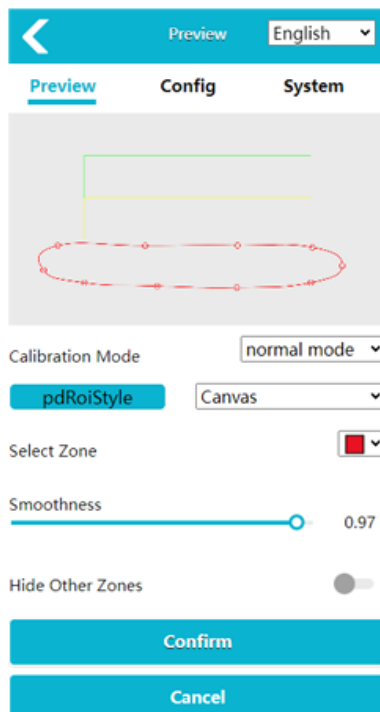 Preview English
Preview Config System
Calibration Mode normal mode
pdRoiStyle Canvas
Select Zone
Smoothness
0.97
Hide Other Zones
Confirm
Cancel